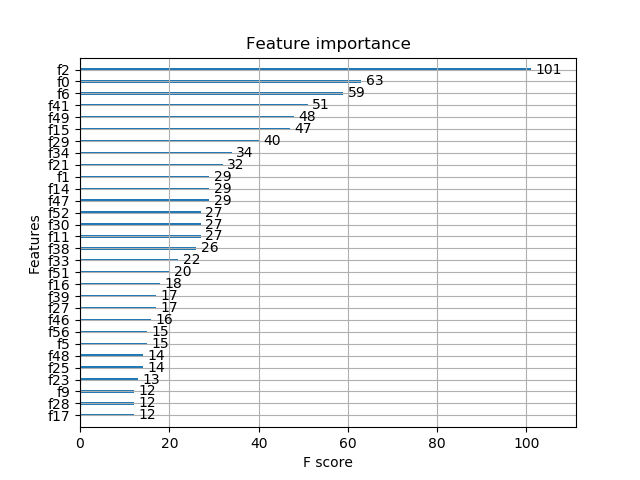 Feature importance
f2 101
f0 63
f6 59
f41 51
f49 48
f15 47
f29 40
f34 34
f21 32
f1 29
f14 29
f47 29
f52 27
f30 27
f11 27
f38 26
f33 22
f51 20
f16 18
f39 17
f27 17
f46 16
f56 15
f5 15
f48 14
f25 14
f23 13
f9 12
f28 12
f17 12
Features
0 20 40 60 80 100
F score